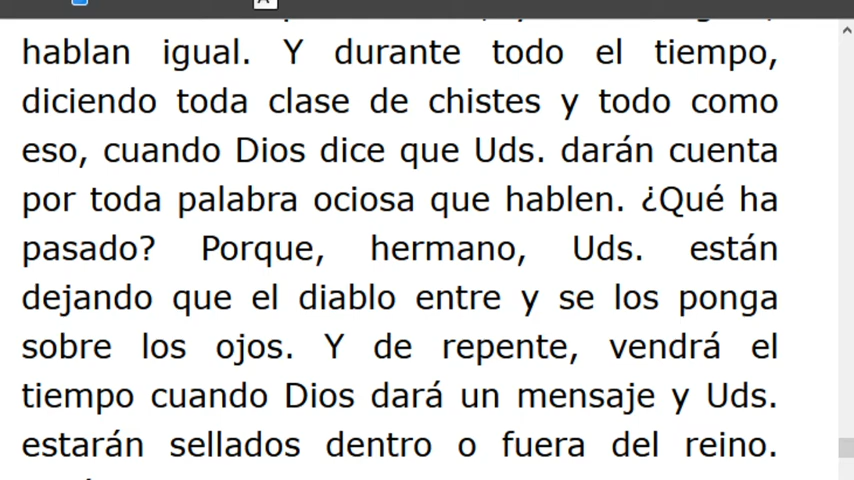 hablan igual. Y durante todo el tiempo,
diciendo toda clase de chistes y todo como
eso, cuando Dios dice que Uds. darán cuenta
por toda palabra ociosa que hablen. ¿Qué ha
pasado? Porque, hermano, Uds. están
dejando que el diablo entre y se los ponga
sobre los ojos. Y de repente, vendrá el
tiempo cuando Dios dará un mensaje y Uds.
estarán sellados dentro o fuera del reino.